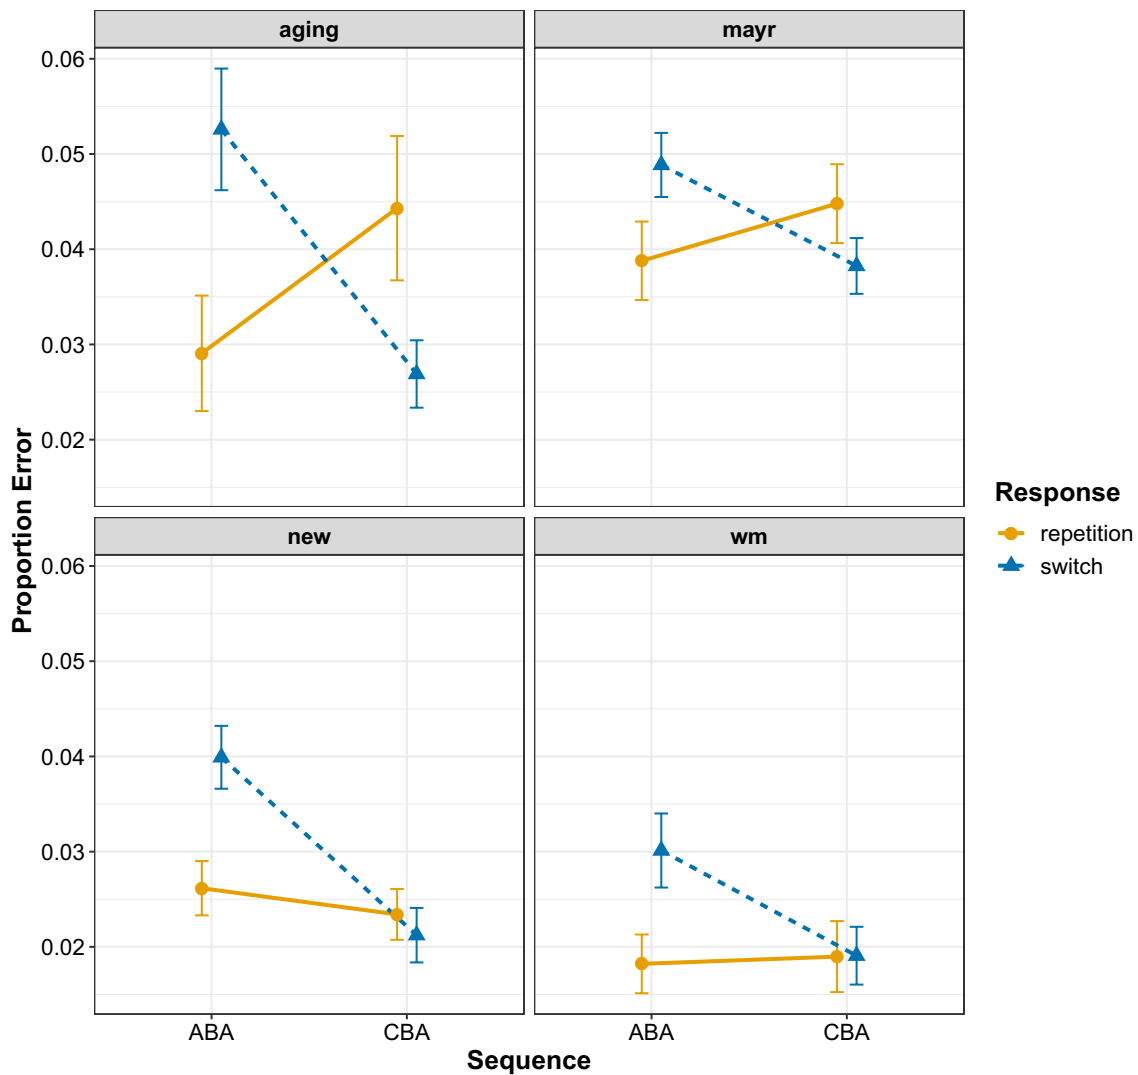 aging
mayr
0.06
0.05
0.04
0.03
0.02
new
wm
0.06
0.05
0.04
0.03
0.02
ABA
CBA
ABA
CBA
Sequence
Proportion Error
Response
repetition
switch